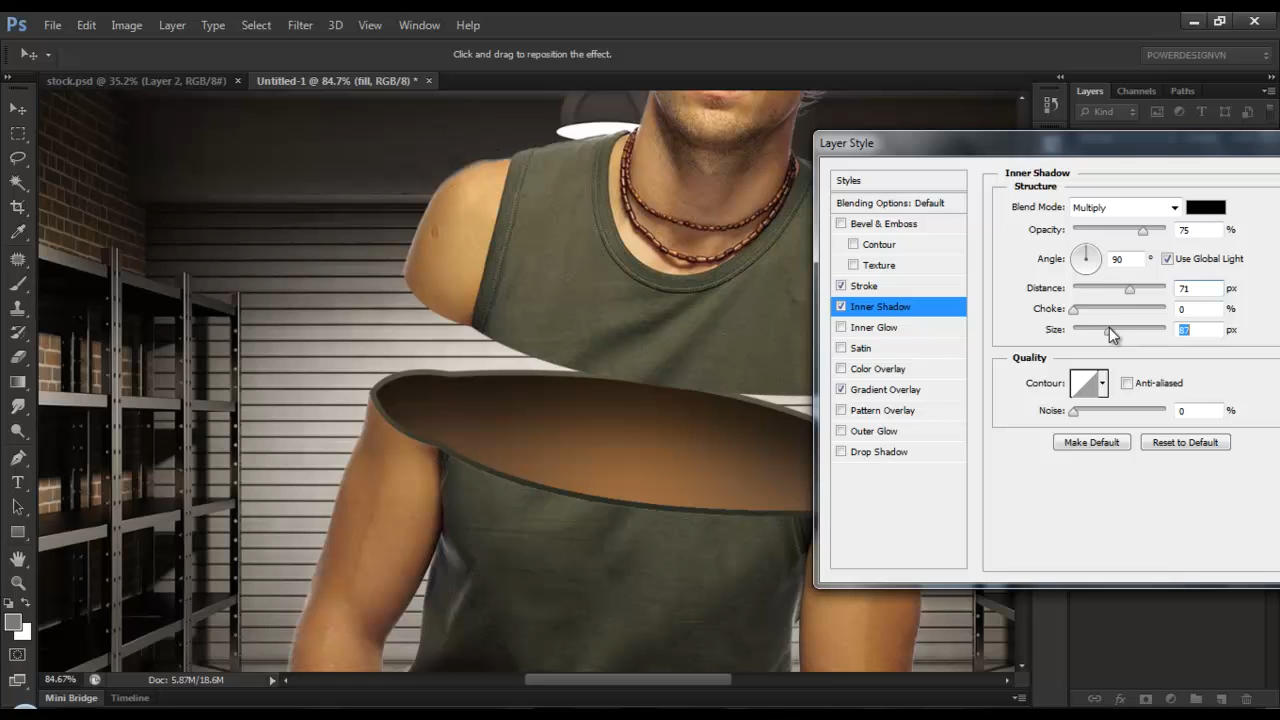 Ps File Edit Image Layer Type Select Filter 3D View Window Help
Click and drag to reposition the effect.
POWERDESIGNVN
stock.psd @ 35.2% (Layer 2, RGB/8#) ×
Untitled-1 @ 84.7% (fill, RGB/8) * ×
Layers Channels Paths
Kind
Layer Style
Styles
Blending Options: Default
Bevel & Emboss
Contour
Texture
Stroke
Inner Shadow
Inner Glow
Satin
Color Overlay
Gradient Overlay
Pattern Overlay
Outer Glow
Drop Shadow
Inner Shadow
Structure
Blend Mode: Multiply
Opacity: 75 %
Angle: 90 ° Use Global Light
Distance: 71 px
Choke: 0 %
Size: 87 px
Quality
Contour: Anti-aliased
Noise: 0 %
Make Default Reset to Default
84.67% Doc: 5.87M/18.6M
Mini Bridge Timeline